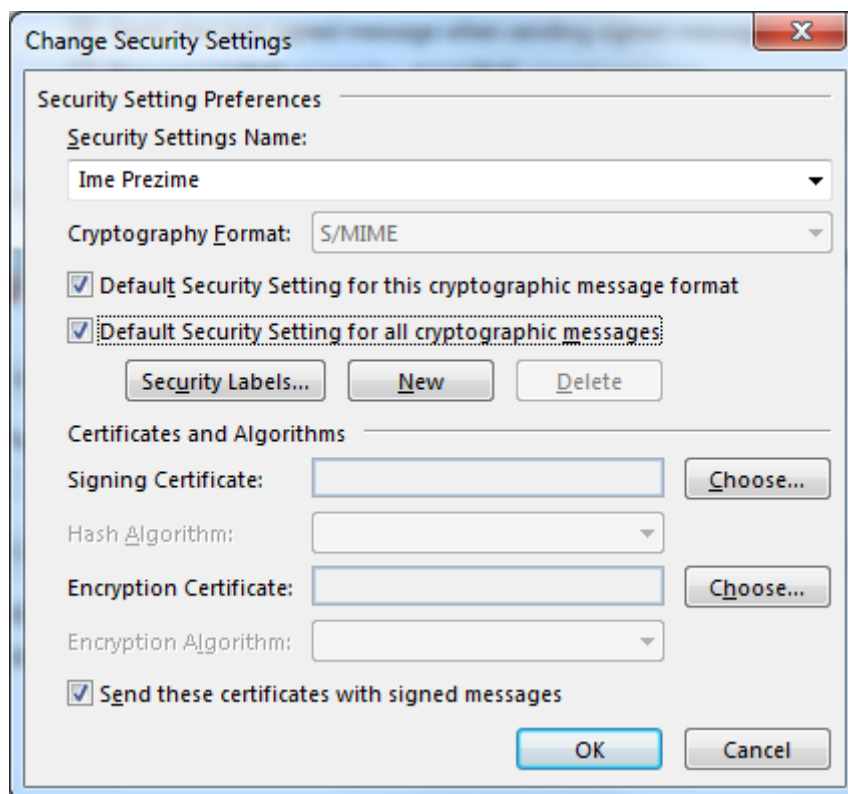 Change Security Settings
Security Setting Preferences
Security Settings Name:
Ime Prezime
Cryptography Format: S/MIME
Default Security Setting for this cryptographic message format
Default Security Setting for all cryptographic messages
Security Labels... New Delete
Certificates and Algorithms
Signing Certificate: Choose...
Hash Algorithm:
Encryption Certificate: Choose...
Encryption Algorithm:
Send these certificates with signed messages
OK Cancel